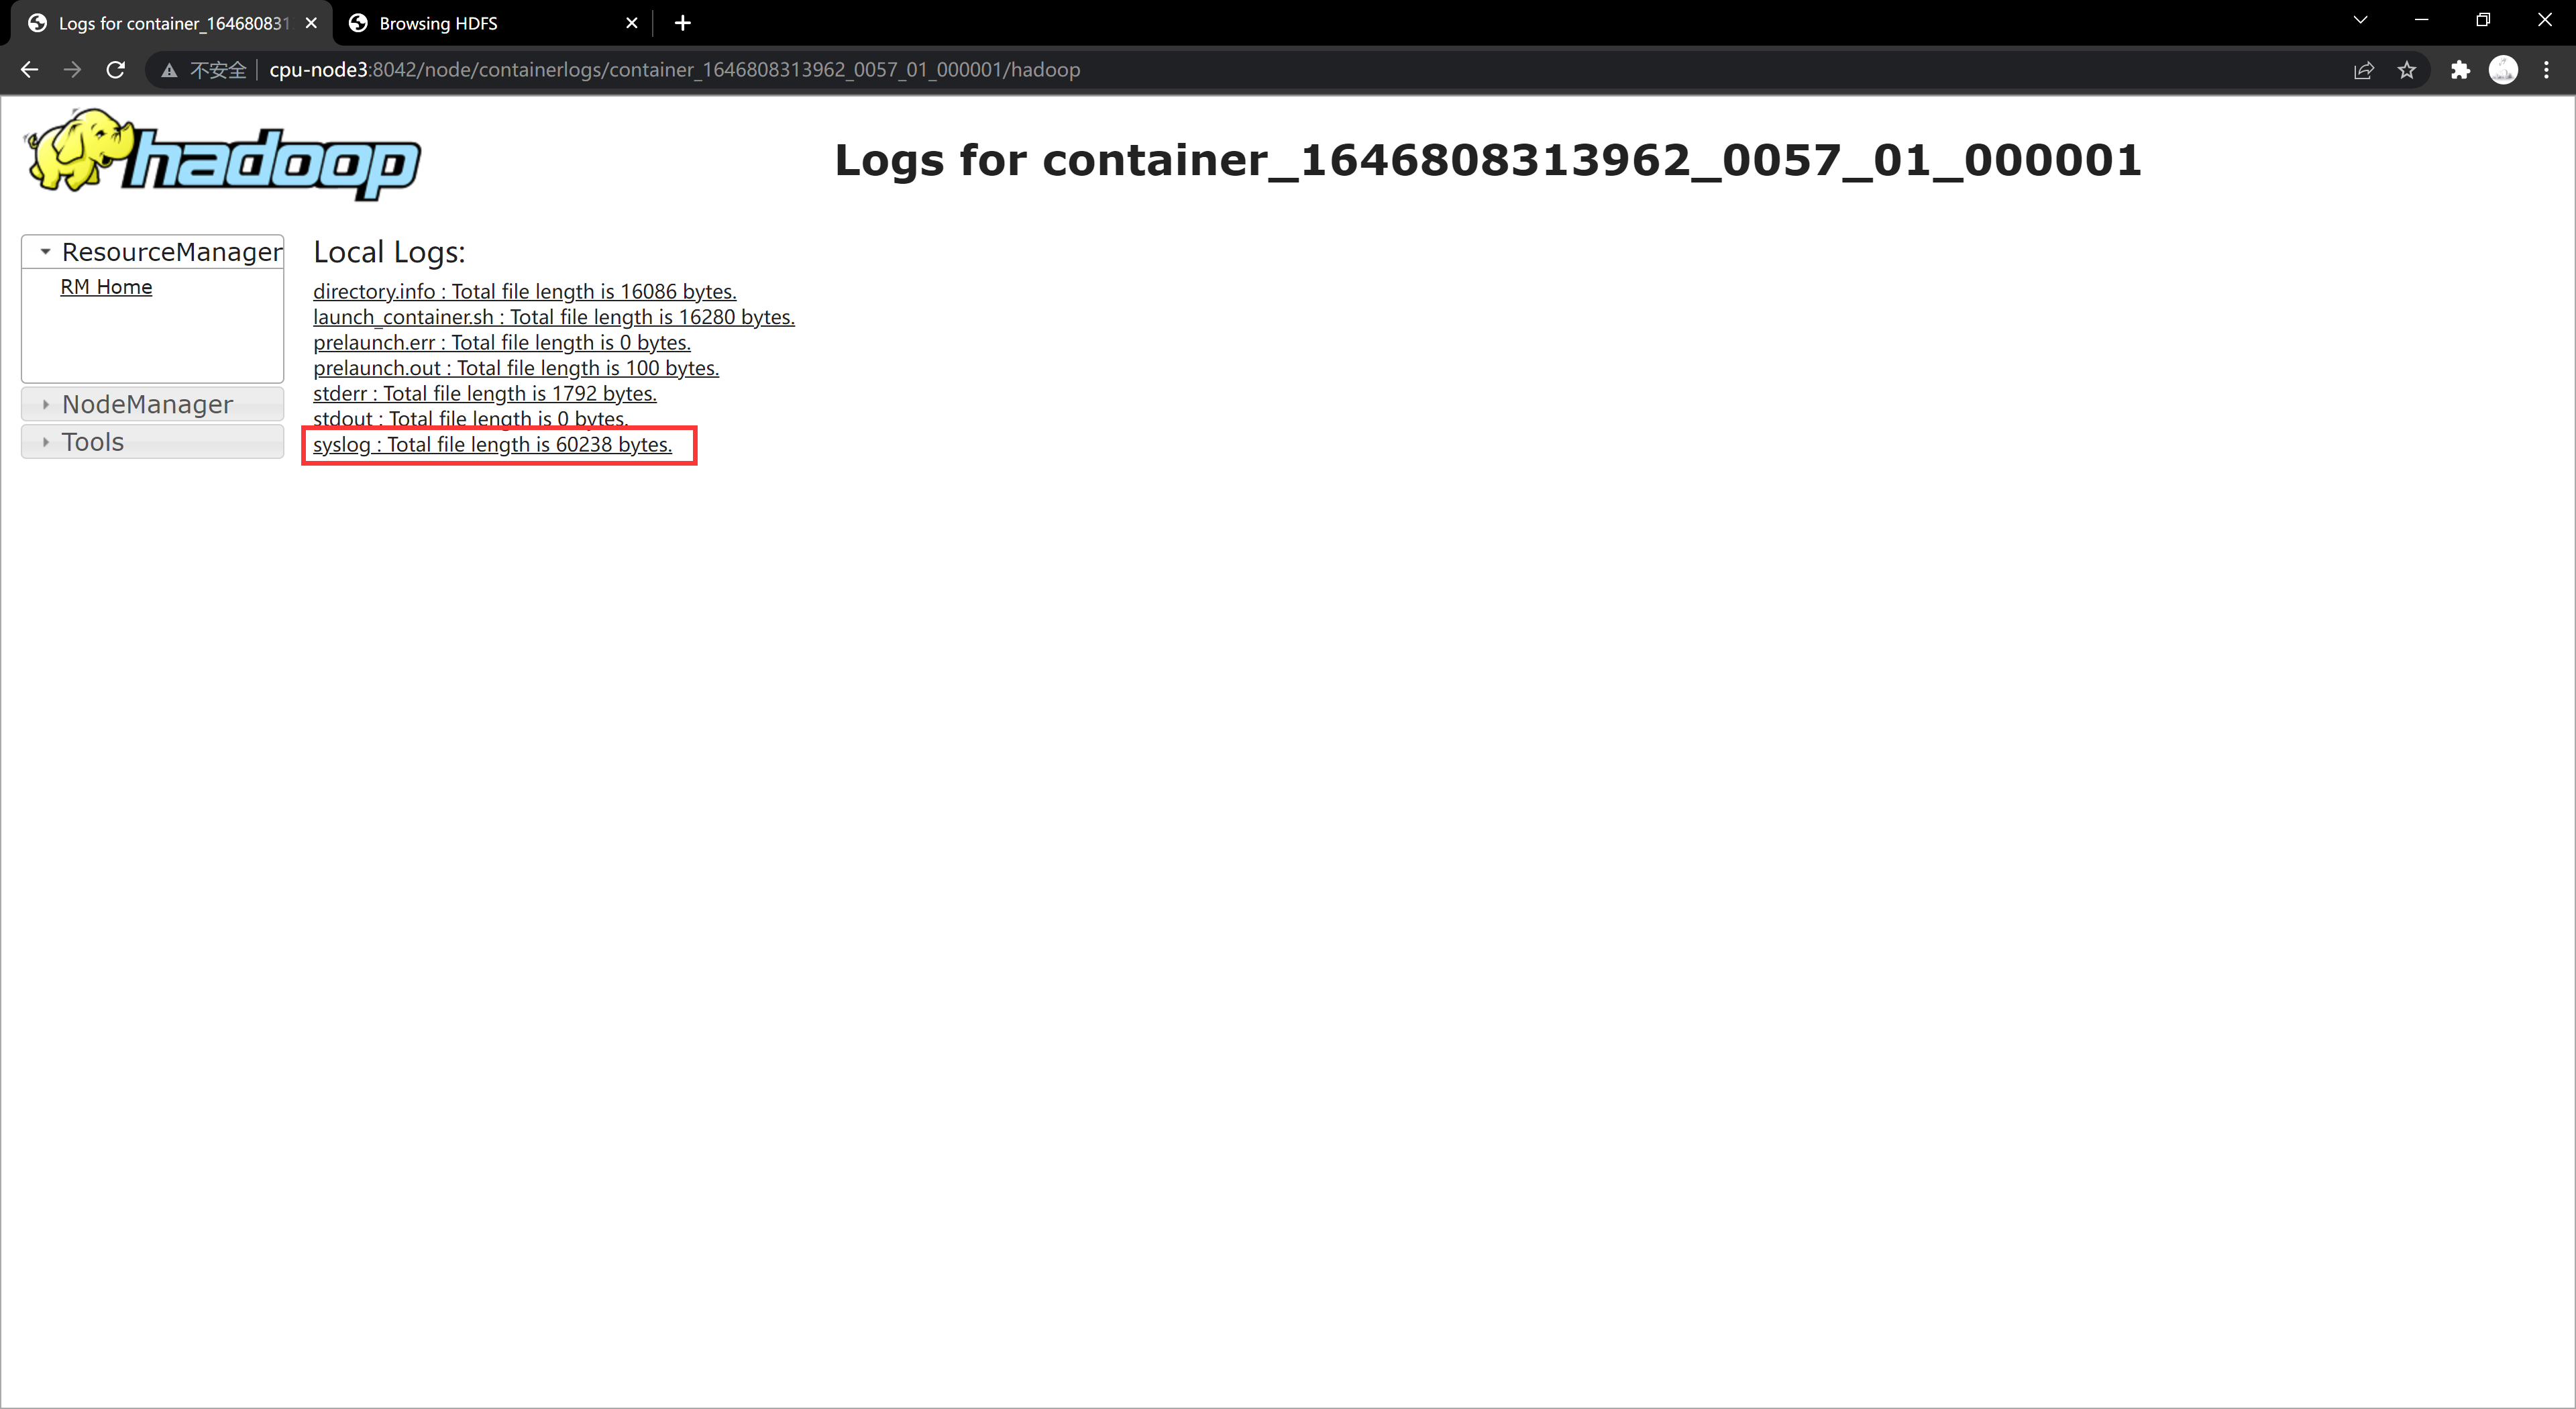 Logs for container_164680831
Browsing HDFS
不安全
cpu-node3:8042/node/containerlogs/container_1646808313962_0057_01_000001/hadoop
hadoop
Logs for container_1646808313962_0057_01_000001
ResourceManager
RM Home
NodeManager
Tools
Local Logs:
directory.info : Total file length is 16086 bytes.
launch_container.sh : Total file length is 16280 bytes.
prelaunch.err : Total file length is 0 bytes.
prelaunch.out : Total file length is 100 bytes.
stderr : Total file length is 1792 bytes.
stdout : Total file length is 0 bytes.
syslog : Total file length is 60238 bytes.